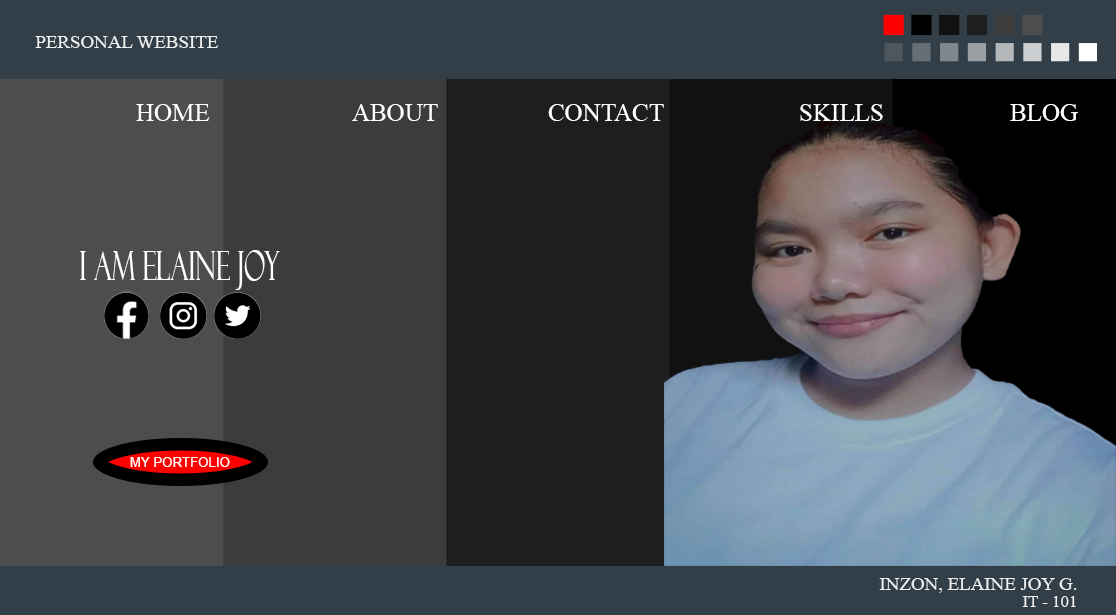 PERSONAL WEBSITE
HOME ABOUT CONTACT SKILLS BLOG
I AM ELAINE JOY
MY PORTFOLIO
INZON, ELAINE JOY G.
IT - 101